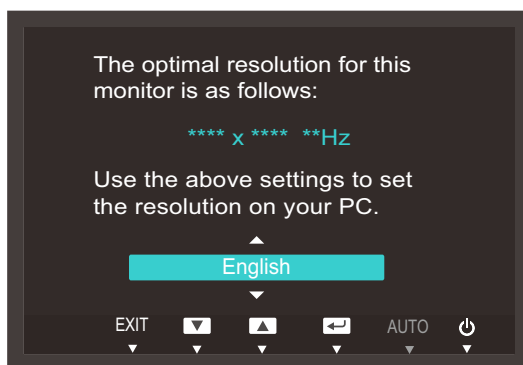 The optimal resolution for this
monitor is as follows:
**** x **** **Hz
Use the above settings to set
the resolution on your PC.
English
EXIT AUTO